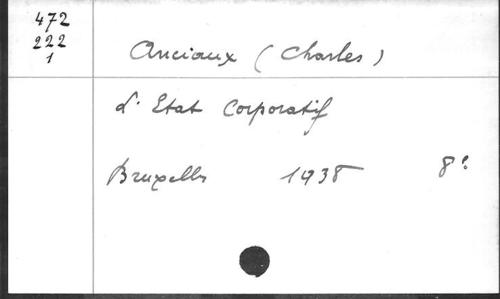 472
222
1
Anciaux (Charles)
L'Etat Corporatif
Bruxelles 1938 8°